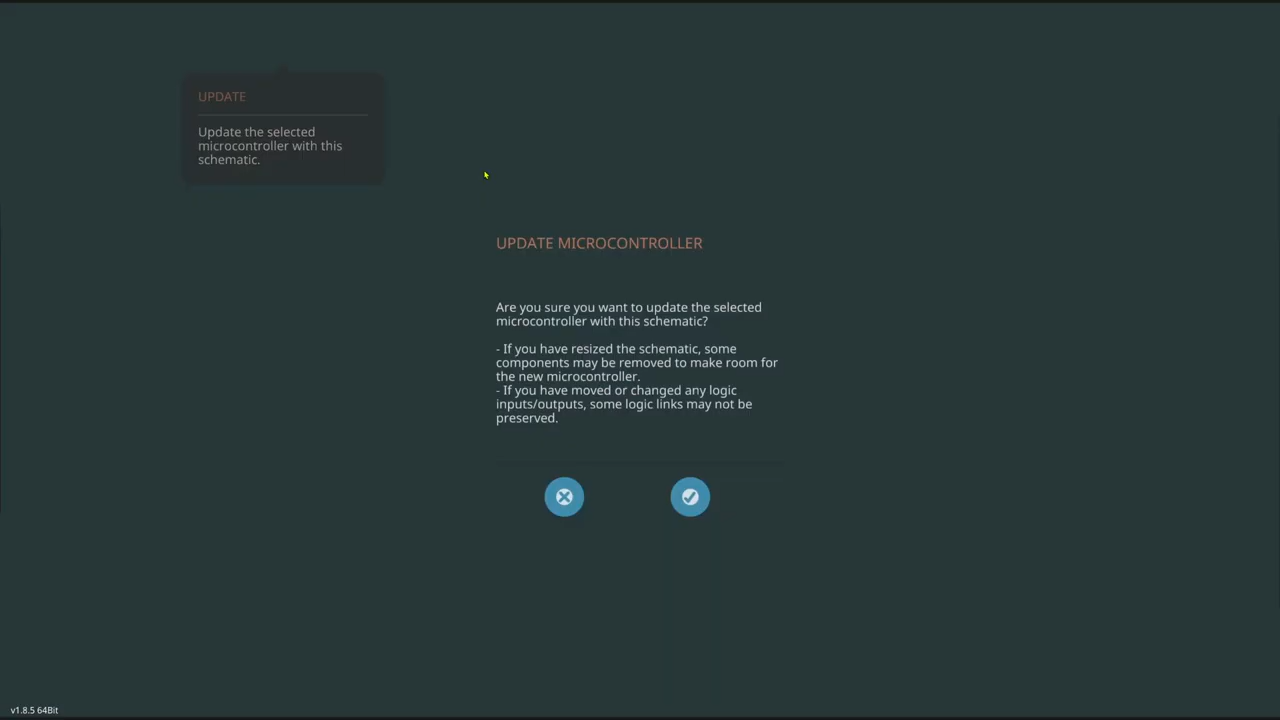 UPDATE
Update the selected
microcontroller with this
schematic.
UPDATE MICROCONTROLLER
Are you sure you want to update the selected
microcontroller with this schematic?
- If you have resized the schematic, some
components may be removed to make room for
the new microcontroller.
- If you have moved or changed any logic
inputs/outputs, some logic links may not be
preserved.
v1.8.5 64Bit